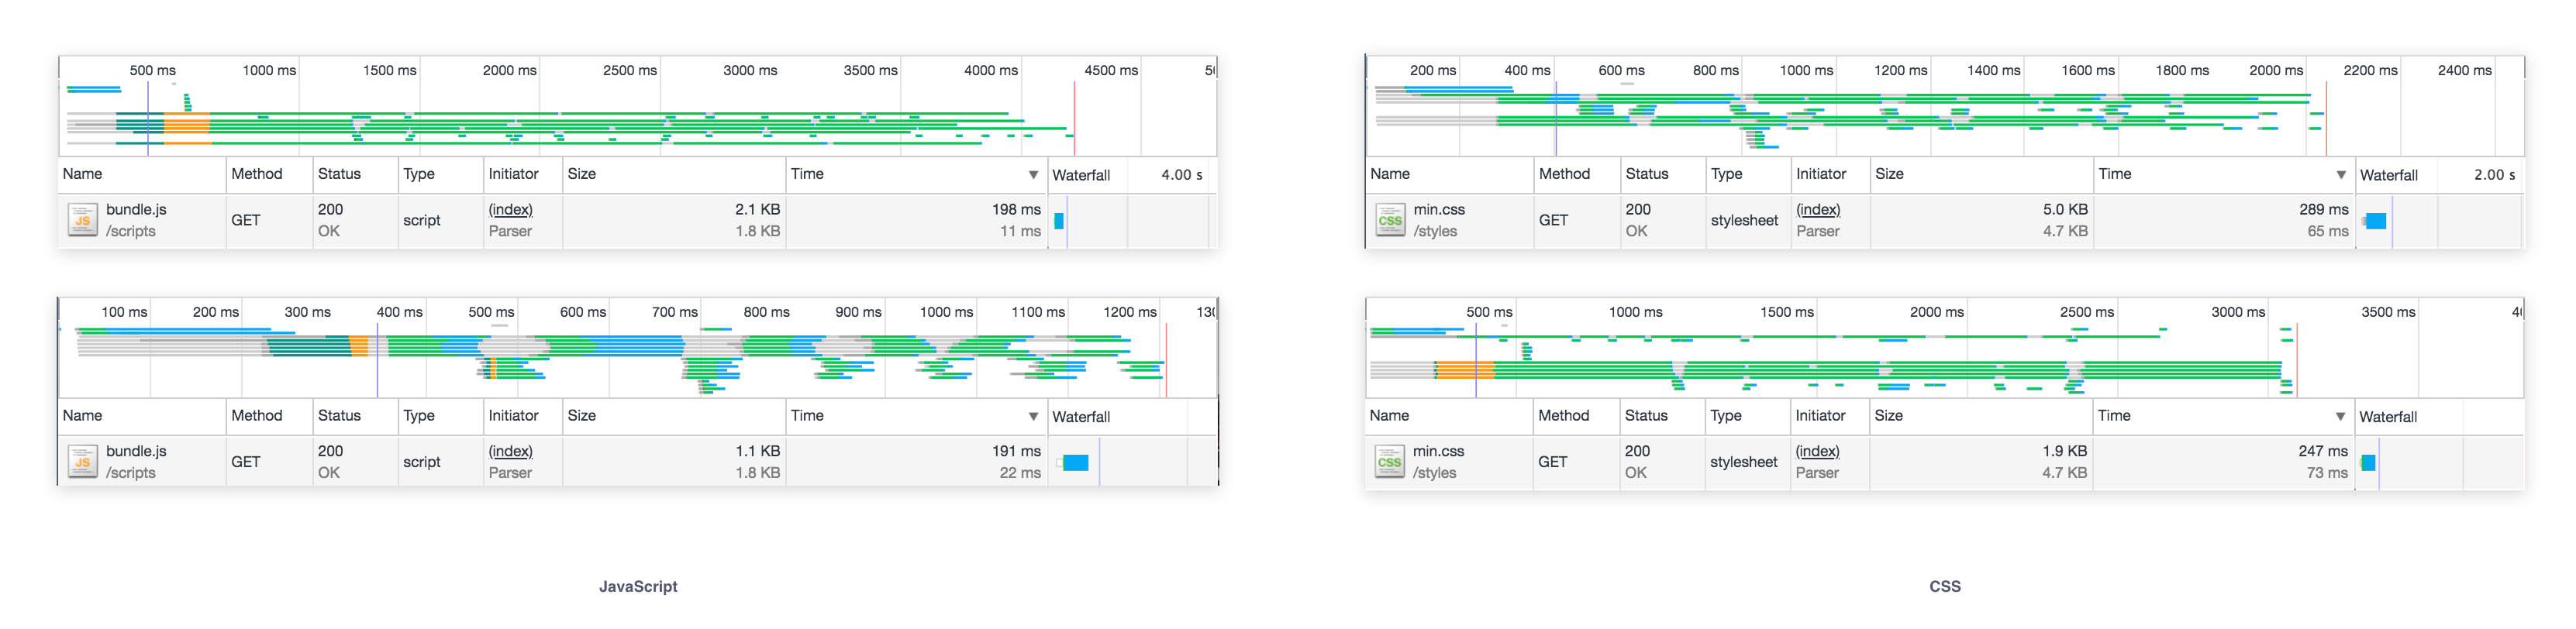 500 ms 1000 ms 1500 ms 2000 ms 2500 ms 3000 ms 3500 ms 4000 ms 4500 ms
Name Method Status Type Initiator Size Time ▼ Waterfall 4.00 s
bundle.js GET 200 script (index) 2.1 KB 198 ms
/scripts OK Parser 1.8 KB 11 ms
100 ms 200 ms 300 ms 400 ms 500 ms 600 ms 700 ms 800 ms 900 ms 1000 ms 1100 ms 1200 ms
Name Method Status Type Initiator Size Time ▼ Waterfall
bundle.js GET 200 script (index) 1.1 KB 191 ms
/scripts OK Parser 1.8 KB 22 ms
JavaScript
200 ms 400 ms 600 ms 800 ms 1000 ms 1200 ms 1400 ms 1600 ms 1800 ms 2000 ms 2200 ms 2400 ms
Name Method Status Type Initiator Size Time ▼ Waterfall 2.00 s
min.css GET 200 stylesheet (index) 5.0 KB 289 ms
/styles OK Parser 4.7 KB 65 ms
500 ms 1000 ms 1500 ms 2000 ms 2500 ms 3000 ms 3500 ms
Name Method Status Type Initiator Size Time ▼ Waterfall
min.css GET 200 stylesheet (index) 1.9 KB 247 ms
/styles OK Parser 4.7 KB 73 ms
CSS